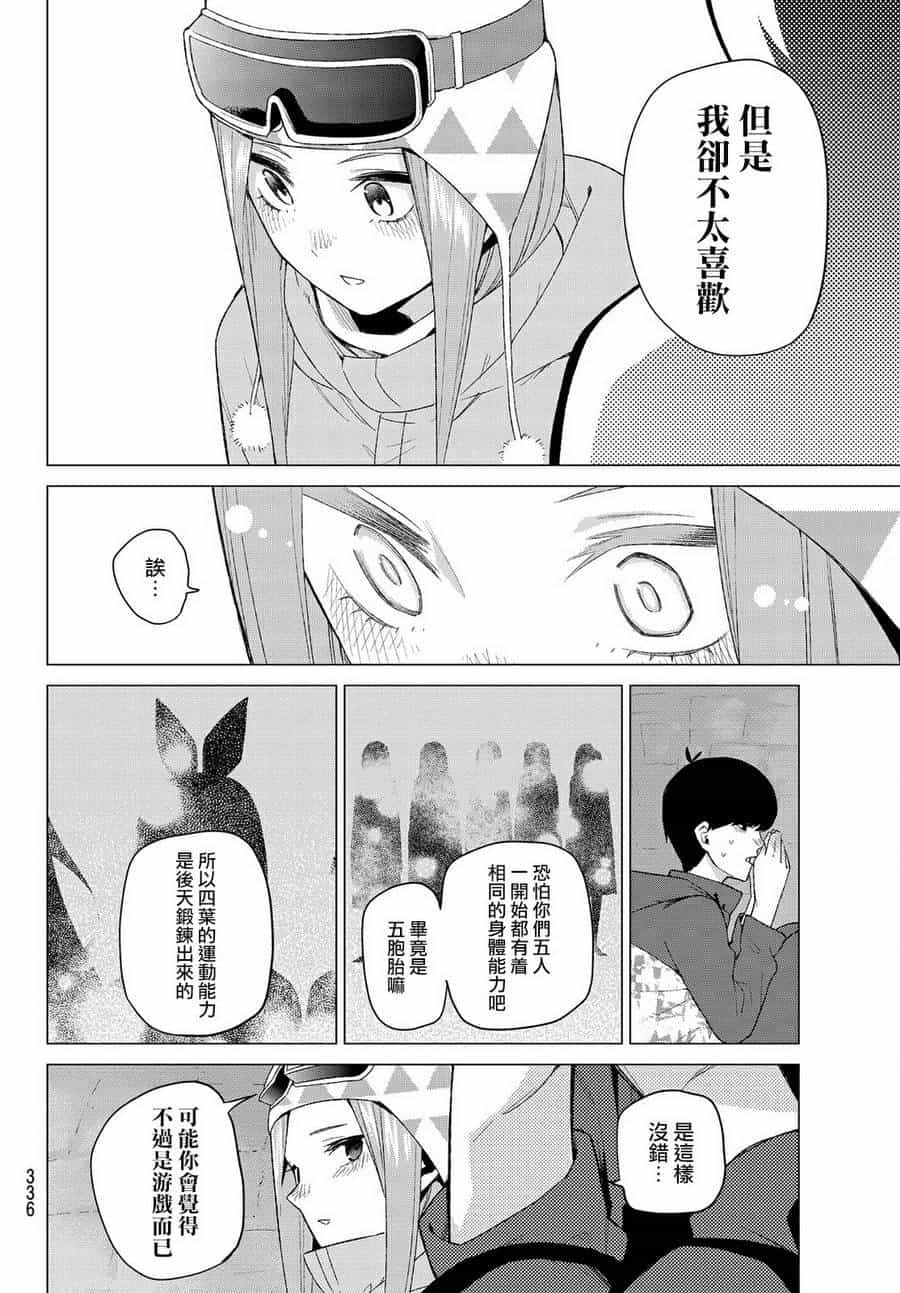 但是
我卻不太喜歡
誒…
恐怕你們五人
一開始都有着
相同的身體能力吧
畢竟是
五胞胎嘛
所以四葉的運動能力
是後天鍛鍊出來的
是這樣
沒錯…
可能你會覺得
不過是游戲而已
336